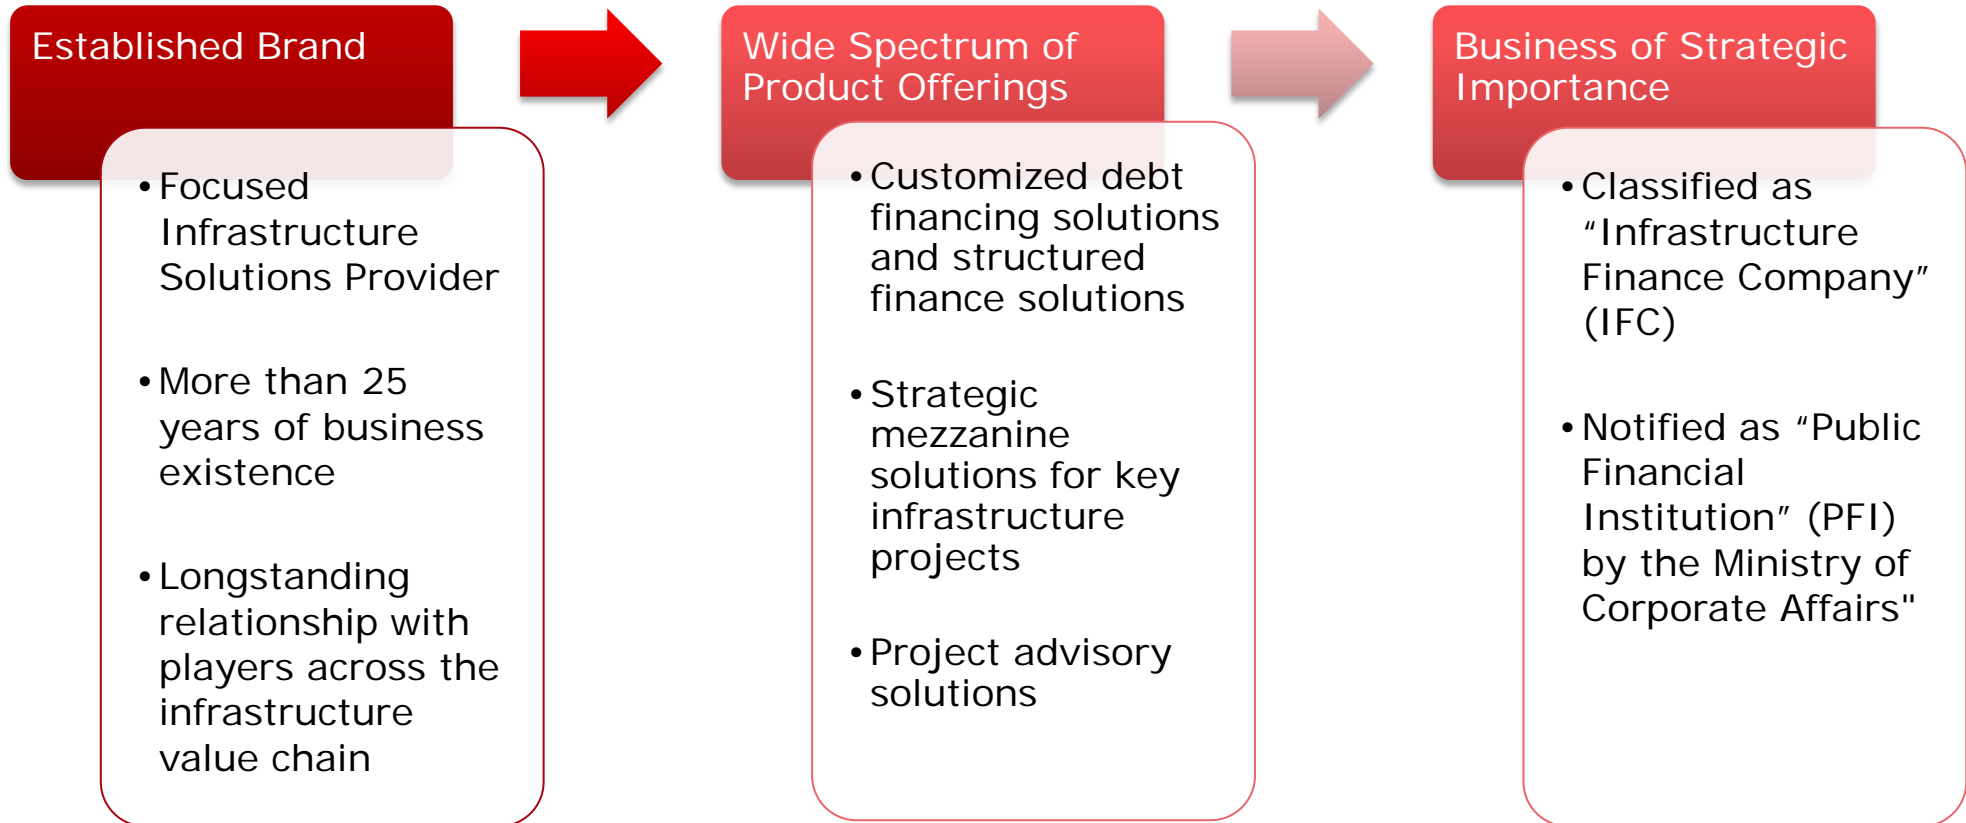 Established Brand
• Focused
Infrastructure
Solutions Provider
• More than 25
years of business
existence
• Longstanding
relationship with
players across the
infrastructure
value chain
Wide Spectrum of
Product Offerings
• Customized debt
financing solutions
and structured
finance solutions
• Strategic
mezzanine
solutions for key
infrastructure
projects
• Project advisory
solutions
Business of Strategic
Importance
• Classified as
“Infrastructure
Finance Company”
(IFC)
• Notified as “Public
Financial
Institution” (PFI)
by the Ministry of
Corporate Affairs"